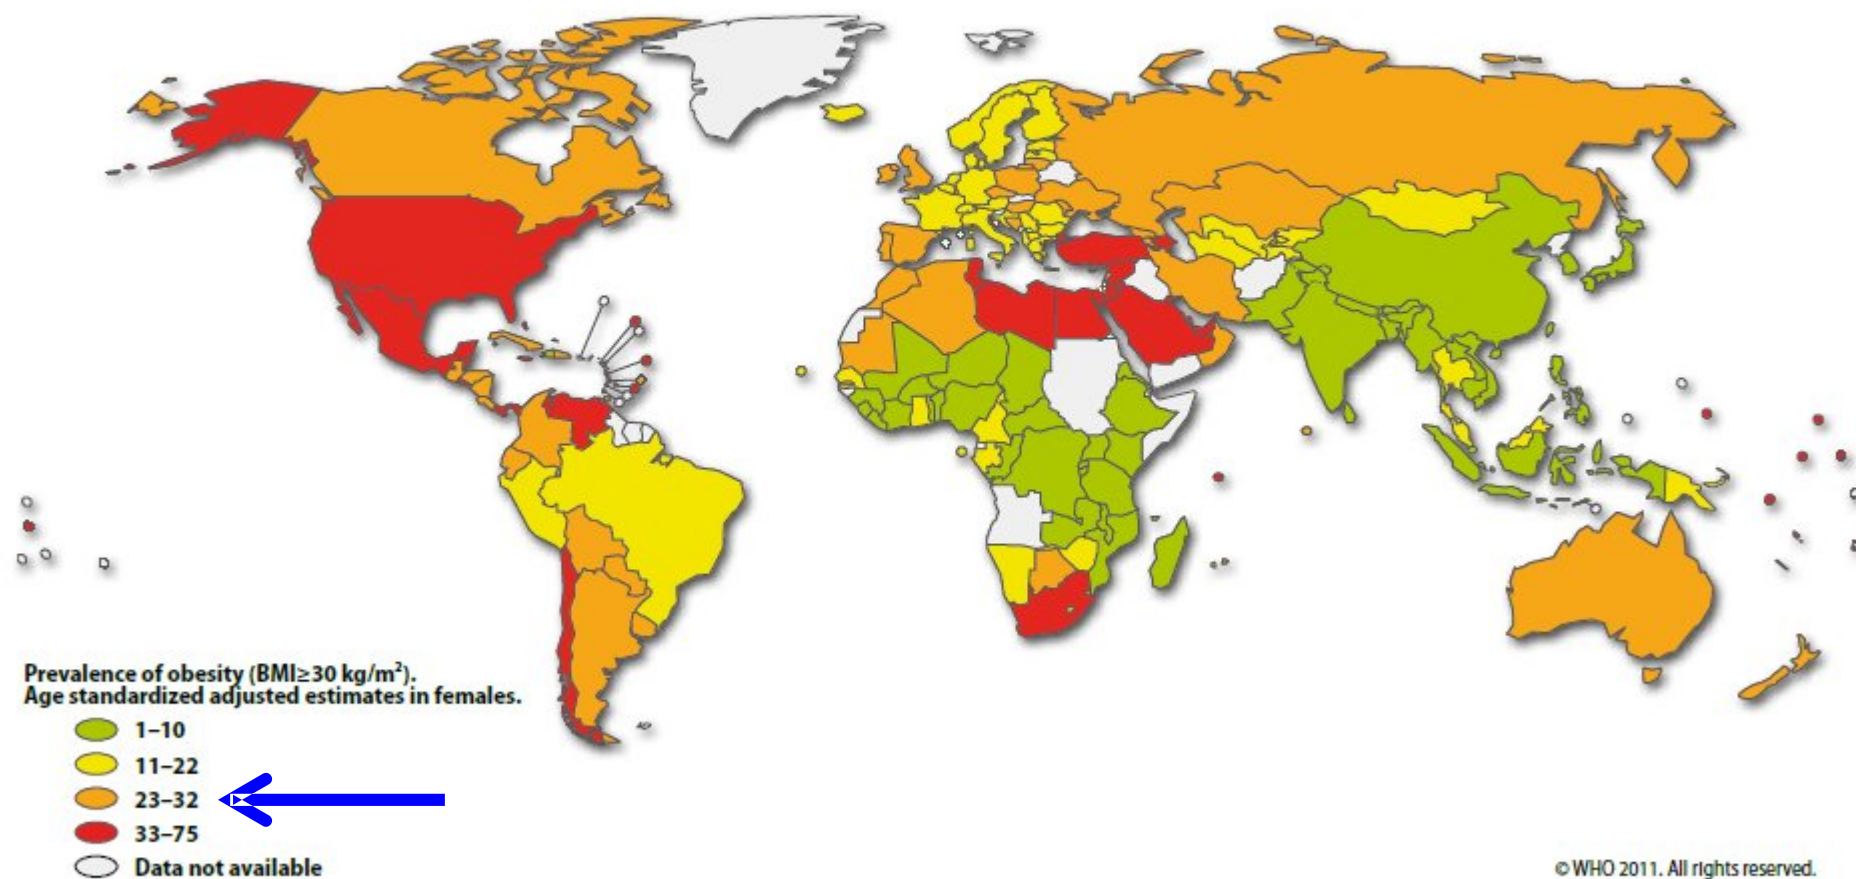 Prevalence of obesity (BMI≥30 kg/m²).
Age standardized adjusted estimates in females.
1–10
11–22
23–32
33–75
Data not available
© WHO 2011. All rights reserved.